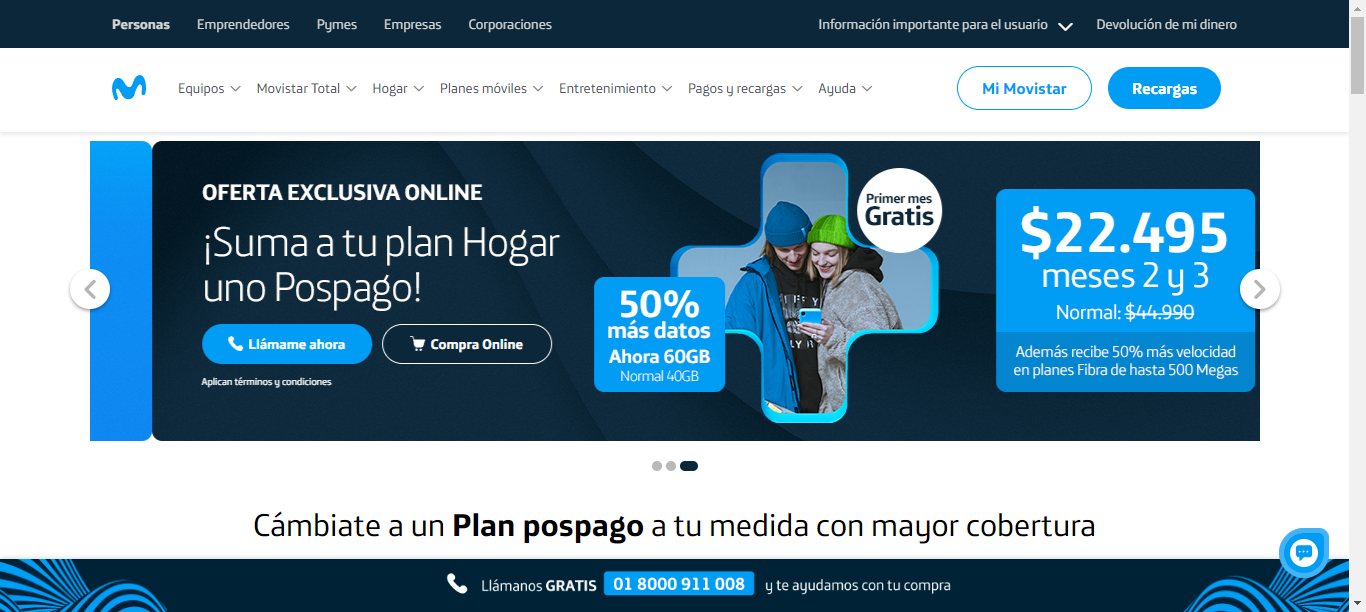 Personas Emprendedores Pymes Empresas Corporaciones Información importante para el usuario Devolución de mi dinero
Equipos Movistar Total Hogar Planes móviles Entretenimiento Pagos y recargas Ayuda Mi Movistar Recargas
OFERTA EXCLUSIVA ONLINE
¡Suma a tu plan Hogar
uno Pospago!
Llámame ahora Compra Online
Aplican términos y condiciones
50%
más datos
Ahora 60GB
Normal 40GB
Primer mes
Gratis
$22.495
meses 2 y 3
Normal: $44.990
Además recibe 50% más velocidad
en planes Fibra de hasta 500 Megas
Cámbiate a un Plan pospago a tu medida con mayor cobertura
Llámanos GRATIS 01 8000 911 008 y te ayudamos con tu compra